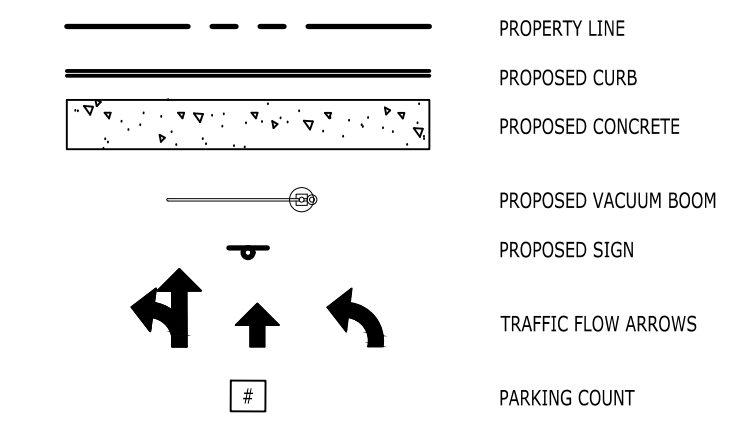 PROPERTY LINE
PROPOSED CURB
PROPOSED CONCRETE
PROPOSED VACUUM BOOM
PROPOSED SIGN
TRAFFIC FLOW ARROWS
# PARKING COUNT